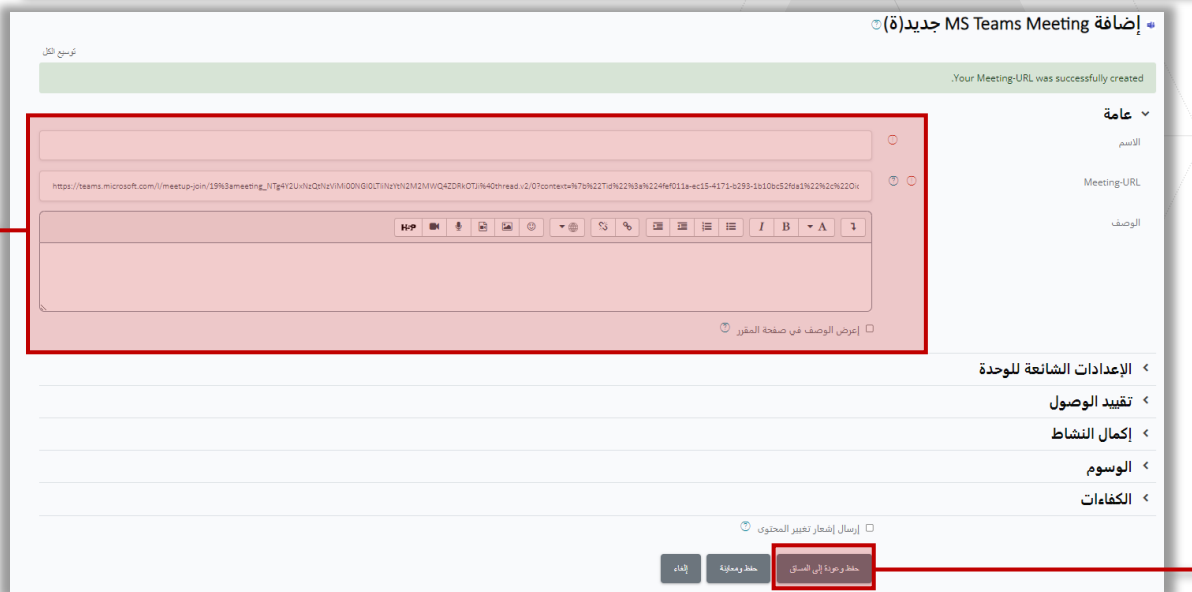 إضافة MS Teams Meeting جديد(ة)
توسيع الكل
Your Meeting-URL was successfully created.
عامة
الاسم
Meeting-URL
https://teams.microsoft.com/l/meetup-join/19%3ameeting_NTg4Y2UxNzQtNzViMi00NGI0LTliNzYtN2M2MWQ4ZDRkOTJi%40thread.v2/0?context=%7b%22Tid%22%3a%224fef011a-ec15-4171-b293-1b10bc52fda1%22%2c%22Oic
الوصف
A B I
H5P
إعرض الوصف في صفحة المقرر
الإعدادات الشائعة للوحدة
تقييد الوصول
إكمال النشاط
الوسوم
الكفاءات
إرسال إشعار تغيير المحتوى
حفظ وعودة إلى المساق
حفظ ومعاينة
إلغاء